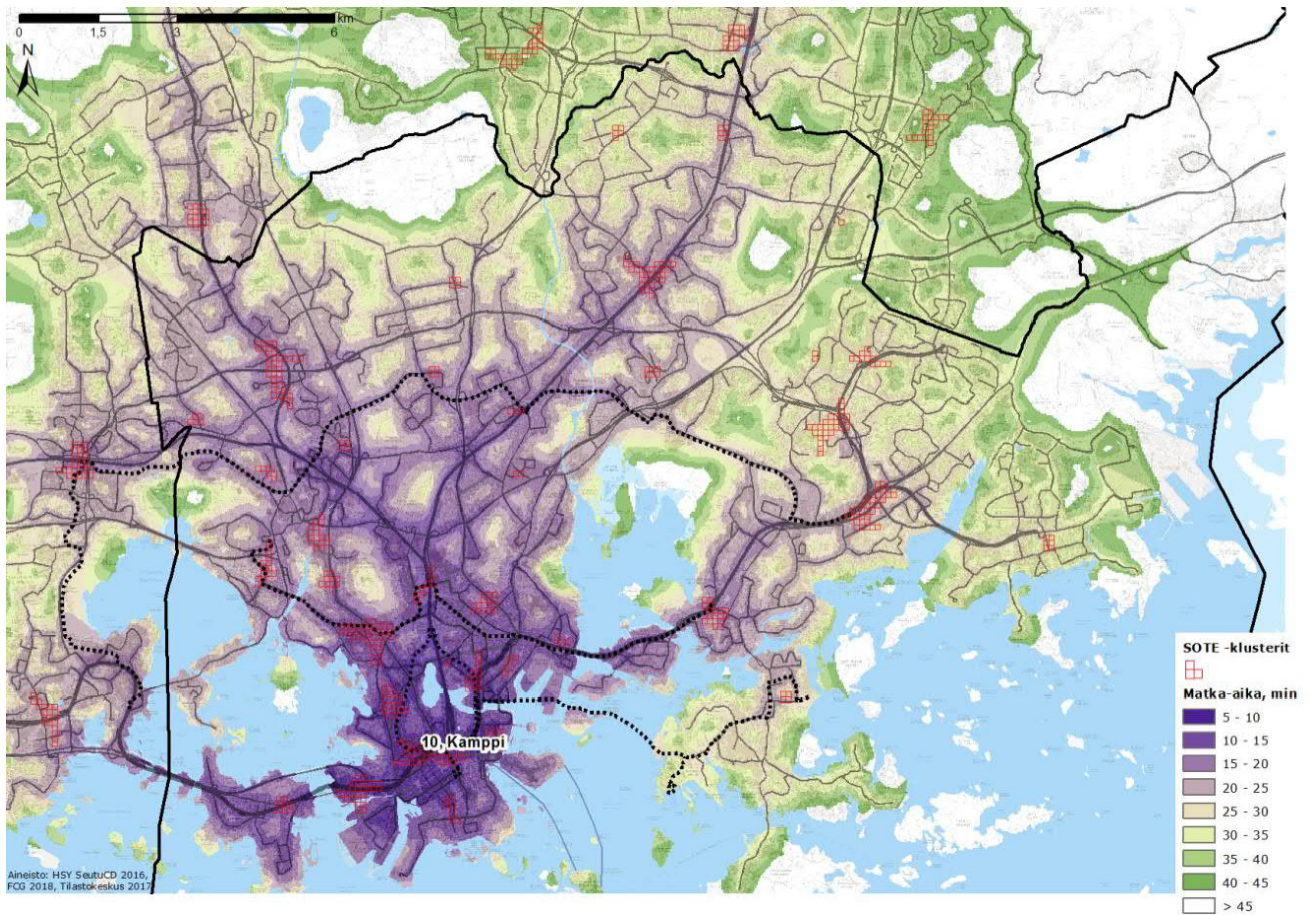 km
0 1,5 3 6
N
10, Kamppi
SOTE -klusterit
Matka-aika, min
5 - 10
10 - 15
15 - 20
20 - 25
25 - 30
30 - 35
35 - 40
40 - 45
> 45
Aineisto: HSY SeutuCD 2016,
FCG 2018, Tilastokeskus 2017